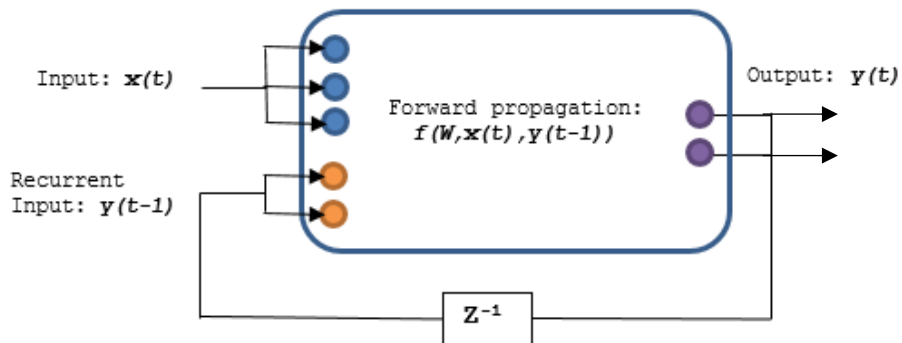 Input: x(t)
Forward propagation:
f(W,x(t),y(t-1))
Output: y(t)
Recurrent
Input: y(t-1)
Z⁻¹